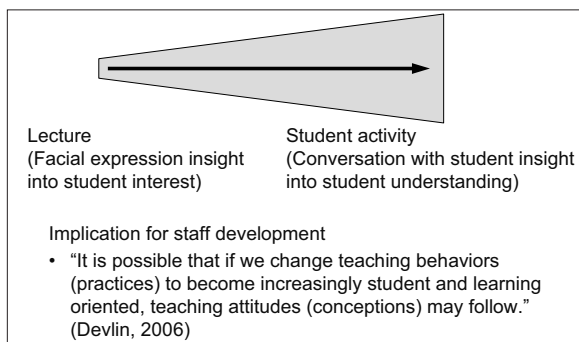 Lecture
(Facial expression insight
into student interest)
Student activity
(Conversation with student insight
into student understanding)
Implication for staff development
• “It is possible that if we change teaching behaviors
(practices) to become increasingly student and learning
oriented, teaching attitudes (conceptions) may follow.”
(Devlin, 2006)